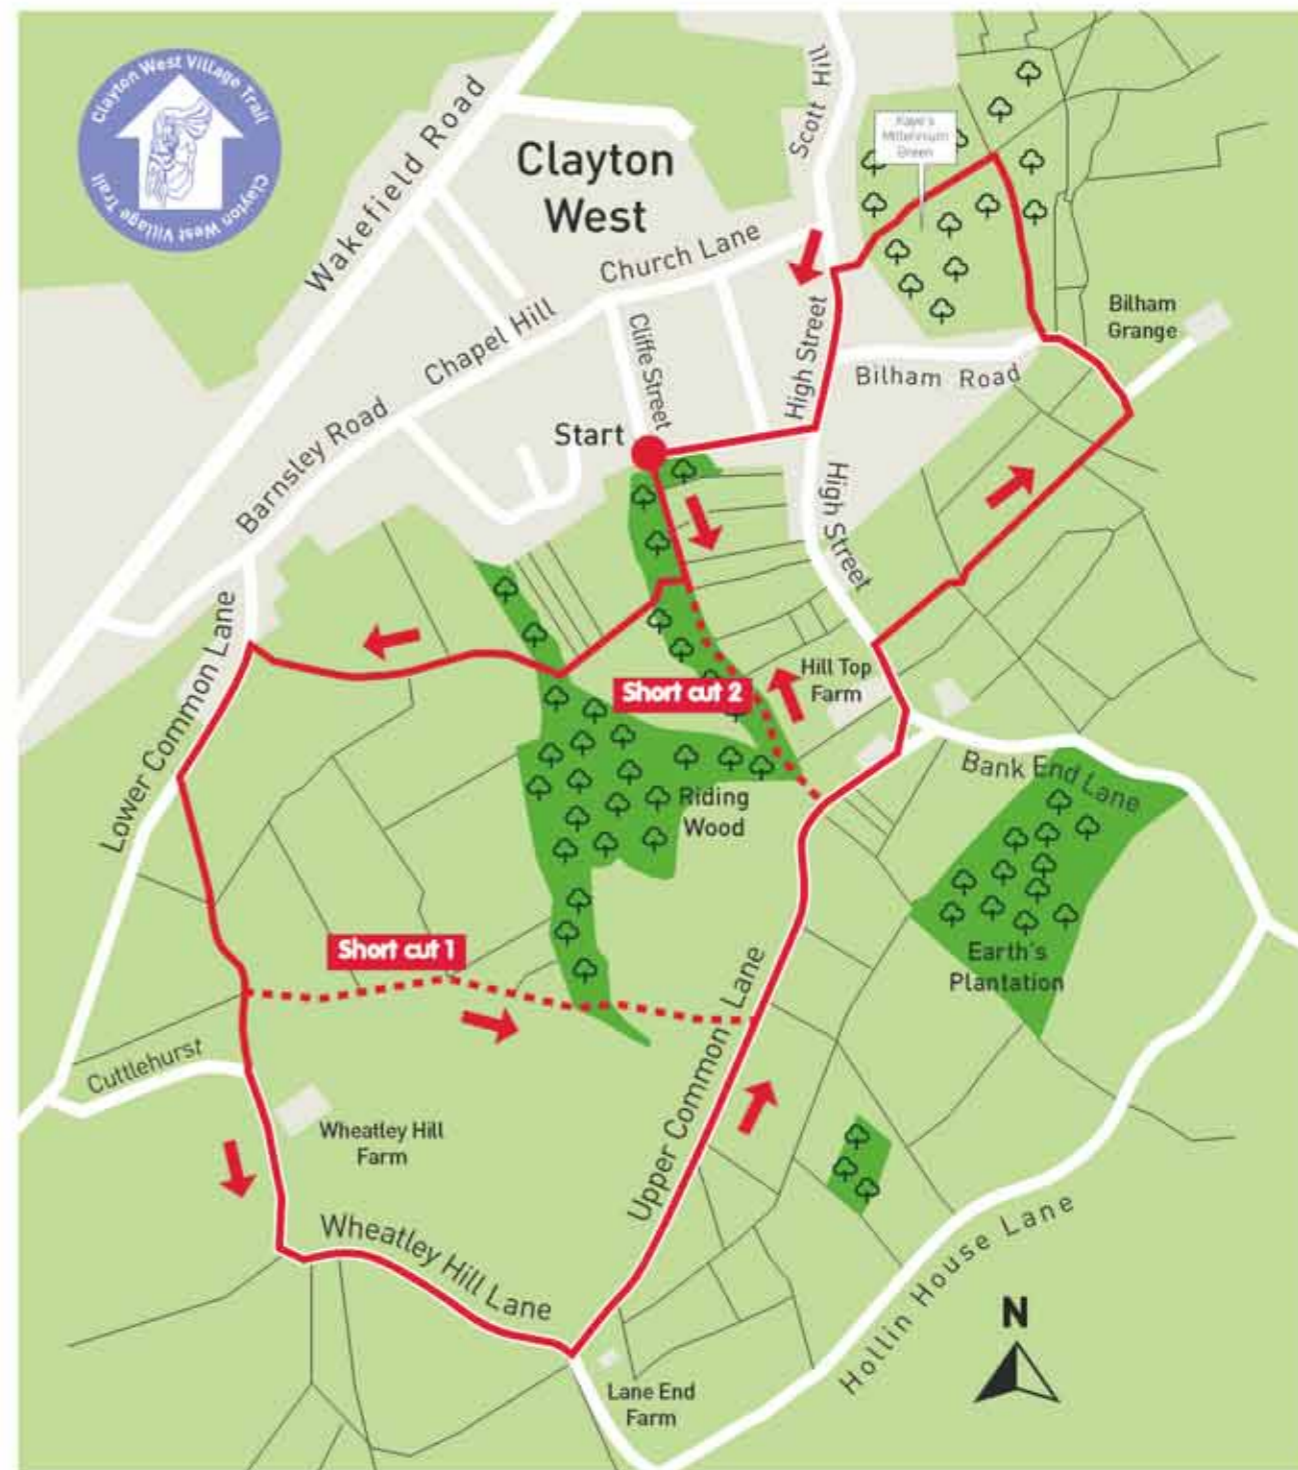 Clayton West Village Trail
Clayton West Village Trail
Wakefield Road
Scott Hill
Kaye's
Millennium
Green
Clayton
West
Church Lane
Chapel Hill
Cliffe Street
High Street
Bilham
Grange
Bilham Road
Barnsley Road
Start
High Street
Lower Common Lane
Short cut 2
Hill Top
Farm
Bank End Lane
Riding
Wood
Short cut 1
Earth's
Plantation
Upper Common Lane
Cuttlehurst
Wheatley Hill
Farm
Wheatley Hill Lane
Hollin House Lane
N
Lane End
Farm